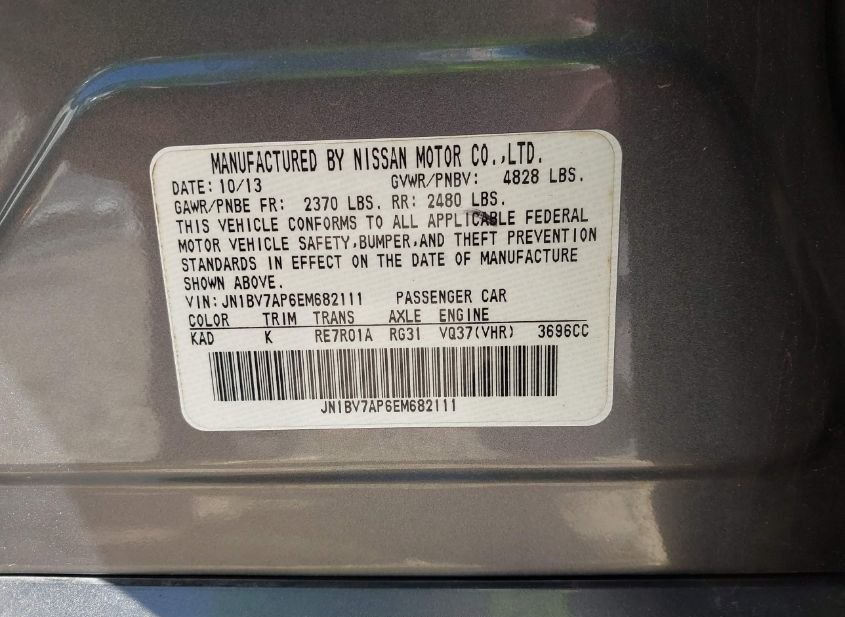 MANUFACTURED BY NISSAN MOTOR CO.,LTD.
DATE: 10/13 GVWR/PNBV: 4828 LBS.
GAWR/PNBE FR: 2370 LBS. RR: 2480 LBS.
THIS VEHICLE CONFORMS TO ALL APPLICABLE FEDERAL
MOTOR VEHICLE SAFETY,BUMPER,AND THEFT PREVENTION
STANDARDS IN EFFECT ON THE DATE OF MANUFACTURE
SHOWN ABOVE.
VIN: JN1BV7AP6EM682111 PASSENGER CAR
COLOR TRIM TRANS AXLE ENGINE
KAD K RE7R01A RG31 VQ37(VHR) 3696CC
JN1BV7AP6EM682111